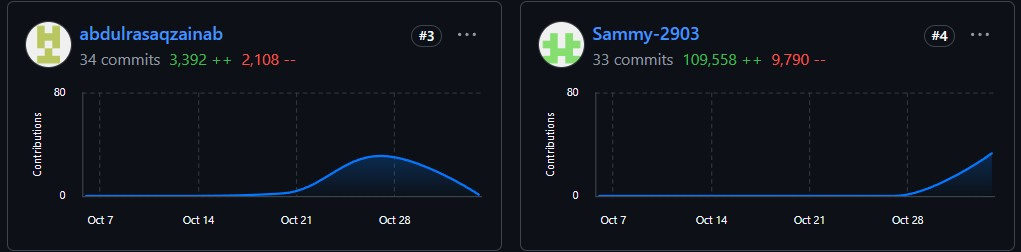 abdulrasaqzainab
#3
34 commits 3,392 ++ 2,108 --
80
Contributions
0
Oct 7 Oct 14 Oct 21 Oct 28
Sammy-2903
#4
33 commits 109,558 ++ 9,790 --
80
Contributions
0
Oct 7 Oct 14 Oct 21 Oct 28